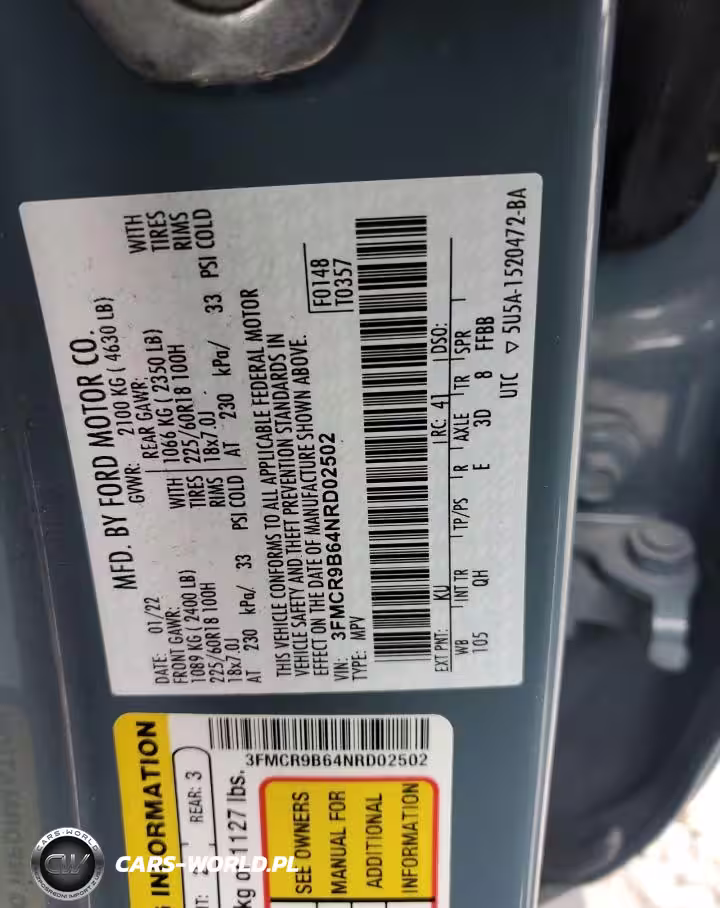 MFD. BY FORD MOTOR CO.
DATE: 01/22
GVWR: 2100 KG ( 4630 LB)
FRONT GAWR:
1089 KG ( 2400 LB)
WITH
225/60R18 100H
TIRES
18x7.0J
RIMS
AT 230 kPa/ 33 PSI COLD
REAR GAWR:
1066 KG ( 2350 LB)
WITH
225/60R18 100H
TIRES
18x7.0J
RIMS
AT 230 kPa/ 33 PSI COLD
THIS VEHICLE CONFORMS TO ALL APPLICABLE FEDERAL MOTOR
VEHICLE SAFETY AND THEFT PREVENTION STANDARDS IN
EFFECT ON THE DATE OF MANUFACTURE SHOWN ABOVE.
VIN: 3FMCR9B64NRD02502
TYPE: MPV
F0148
T0357
EXT PNT: KU RC: 41 DSO:
WB INT TR TP/PS R AXLE TR SPR
105 QH E 3D 8 FFBB
UTC ▽ 5U5A-1520472-BA
INFORMATION
REAR: 3
3FMCR9B64NRD02502
kg or 1127 lbs.
SEE OWNERS
MANUAL FOR
ADDITIONAL
INFORMATION
CARS-WORLD
CW
CARS-WORLD.PL